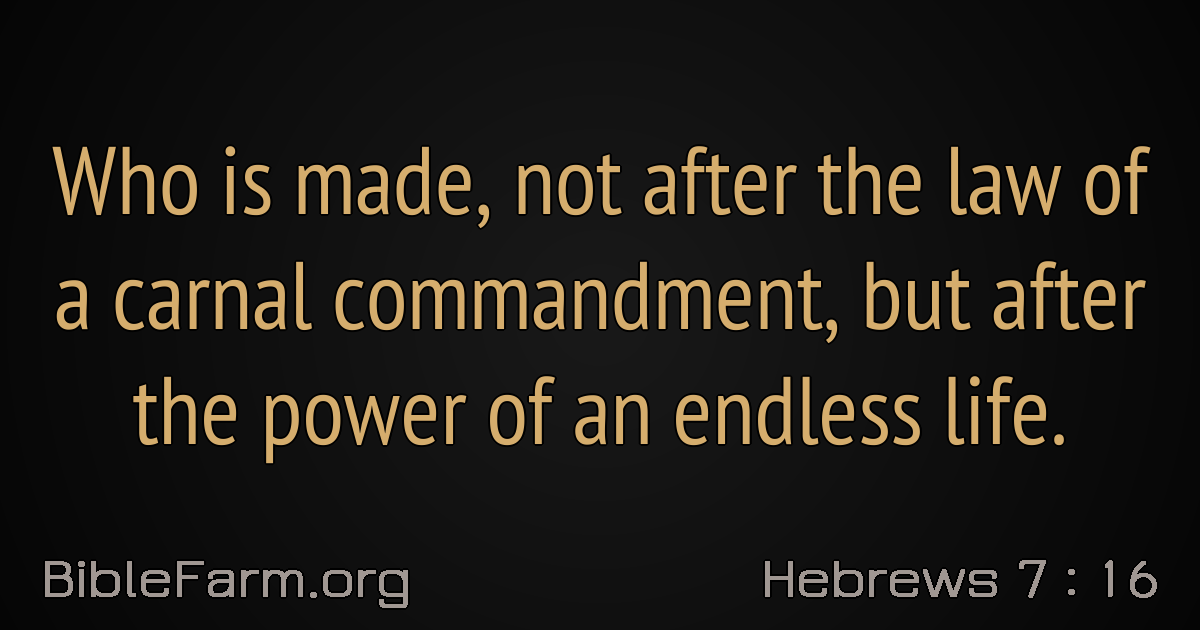 Who is made, not after the law of
a carnal commandment, but after
the power of an endless life.
BibleFarm.org
Hebrews 7 : 16